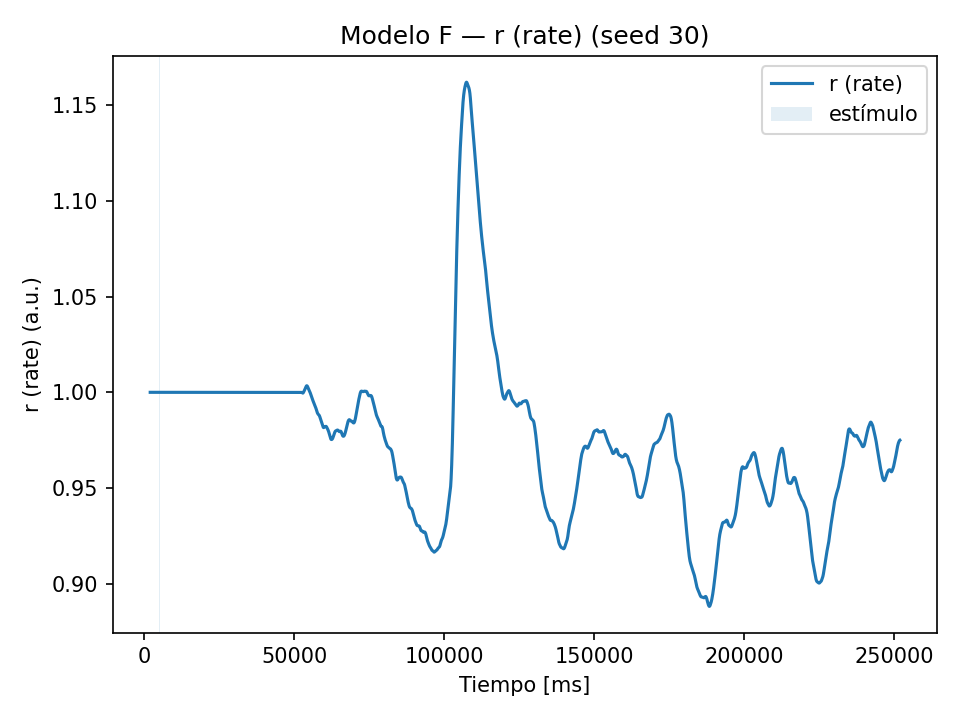 Modelo F — r (rate) (seed 30)
r (rate)
estímulo
r (rate) (a.u.)
1.15
1.10
1.05
1.00
0.95
0.90
0
50000
100000
150000
200000
250000
Tiempo [ms]